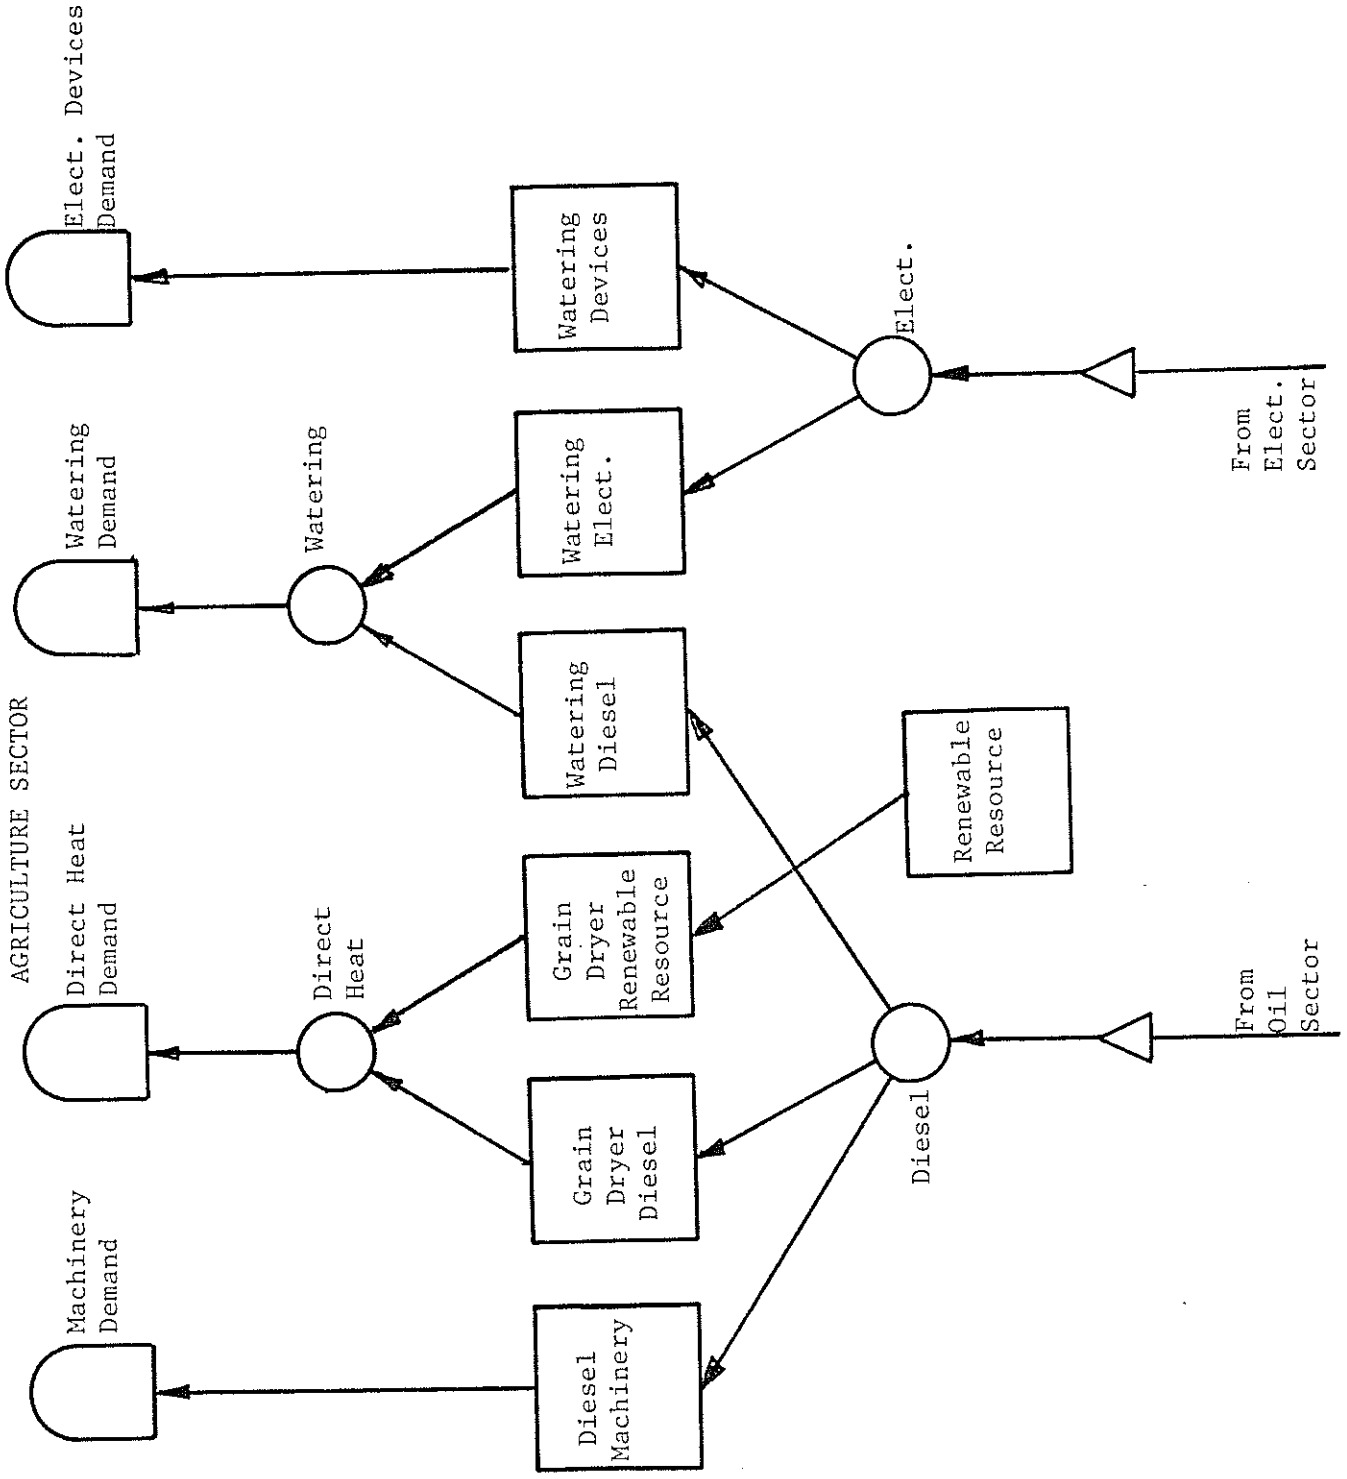 AGRICULTURE SECTOR
Machinery
Demand
Direct Heat
Demand
Watering
Demand
Elect. Devices
Demand
Direct
Heat
Watering
Diesel
Machinery
Grain
Dryer
Diesel
Grain
Dryer
Renewable
Resource
Watering
Diesel
Watering
Elect.
Watering
Devices
Diesel
Renewable
Resource
Elect.
From
Oil
Sector
From
Elect.
Sector